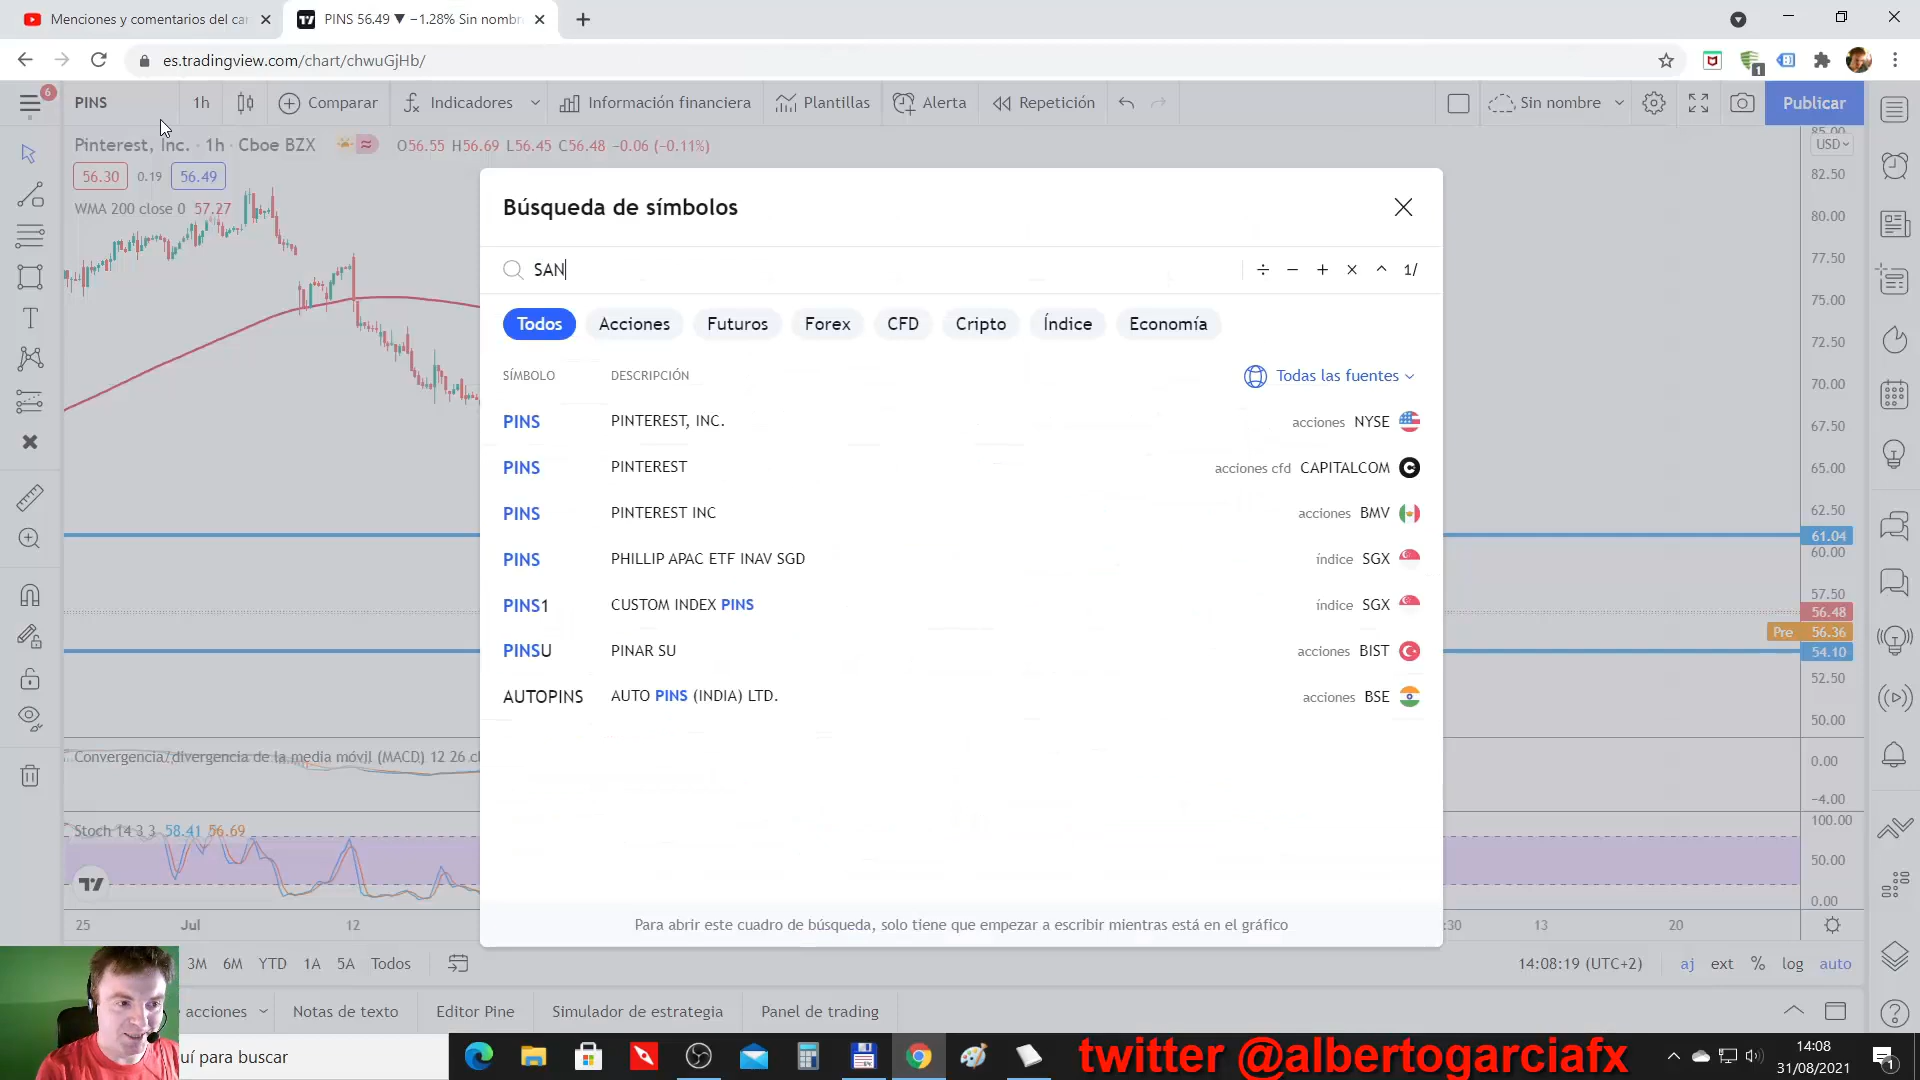 Menciones y comentarios del car
PINS 56.49 ▼ −1.28% Sin nombr
es.tradingview.com/chart/chwuGjHb/
1
6
PINS
1h
Comparar
Indicadores
Información financiera
Plantillas
Alerta
Repetición
Sin nombre
Publicar
Pinterest, Inc. · 1h · Cboe BZX
O56.55 H56.69 L56.45 C56.48 −0.06 (−0.11%)
56.30
0.19
56.49
WMA 200 close 0 57.27
85.00
USD
82.50
80.00
77.50
75.00
72.50
70.00
67.50
65.00
62.50
61.04
60.00
57.50
56.48
Pre 56.36
54.10
52.50
50.00
0.00
−4.00
100.00
50.00
0.00
Búsqueda de símbolos
SAN
÷ − + × ^ 1/
Todos Acciones Futuros Forex CFD Cripto Índice Economía
SÍMBOLO DESCRIPCIÓN
Todas las fuentes
PINS PINTEREST, INC. acciones NYSE
PINS PINTEREST acciones cfd CAPITALCOM
PINS PINTEREST INC acciones BMV
PINS PHILLIP APAC ETF INAV SGD índice SGX
PINS1 CUSTOM INDEX PINS índice SGX
PINSU PINAR SU acciones BIST
AUTOPINS AUTO PINS (INDIA) LTD. acciones BSE
Para abrir este cuadro de búsqueda, solo tiene que empezar a escribir mientras está en el gráfico
Convergencia/divergencia de la media móvil (MACD) 12 26 cl
Stoch 14 3 3 58.41 56.69
25 Jul 12
:30 13 20
3M 6M YTD 1A 5A Todos
14:08:19 (UTC+2)
aj ext % log auto
acciones
Notas de texto
Editor Pine
Simulador de estrategia
Panel de trading
uí para buscar
twitter @albertogarciafx
14:08
31/08/2021
1